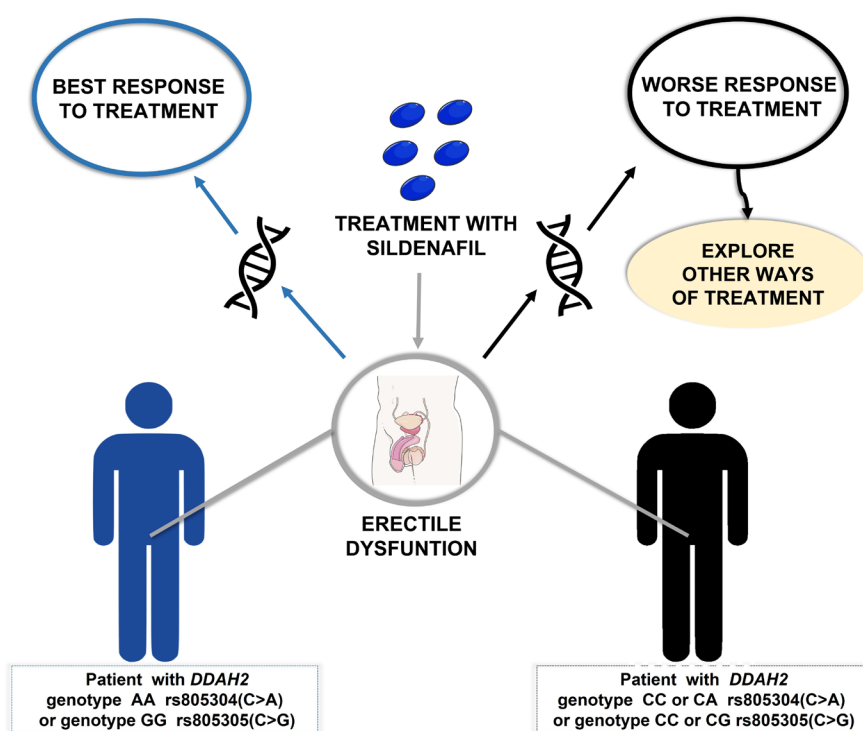 BEST RESPONSE
TO TREATMENT
WORSE RESPONSE
TO TREATMENT
TREATMENT WITH
SILDENAFIL
EXPLORE
OTHER WAYS
OF TREATMENT
ERECTILE
DYSFUNTION
Patient with DDAH2
genotype AA rs805304(C>A)
or genotype GG rs805305(C>G)
Patient with DDAH2
genotype CC or CA rs805304(C>A)
or genotype CC or CG rs805305(C>G)